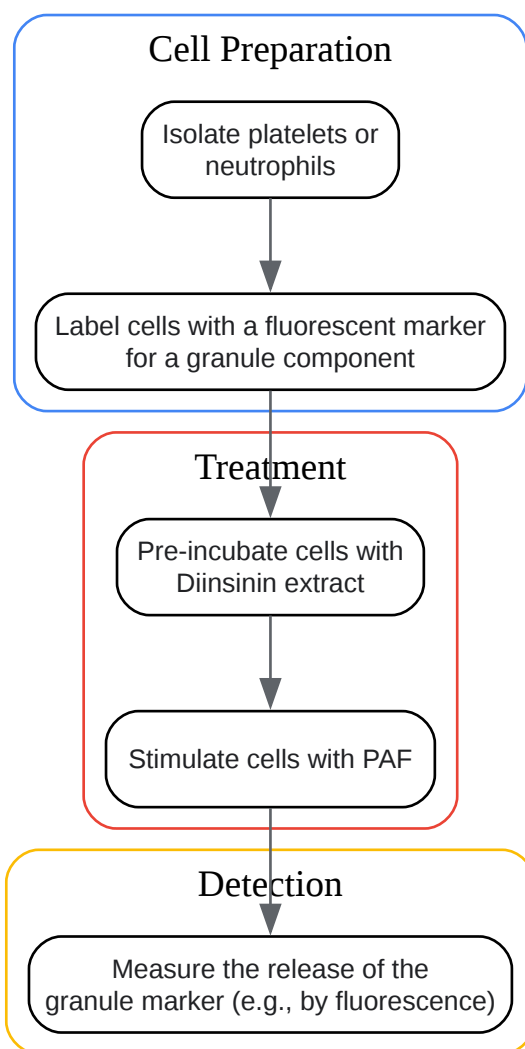 Cell Preparation
Isolate platelets or
neutrophils
Label cells with a fluorescent marker
for a granule component
Treatment
Pre-incubate cells with
Diinsinin extract
Stimulate cells with PAF
Detection
Measure the release of the
granule marker (e.g., by fluorescence)